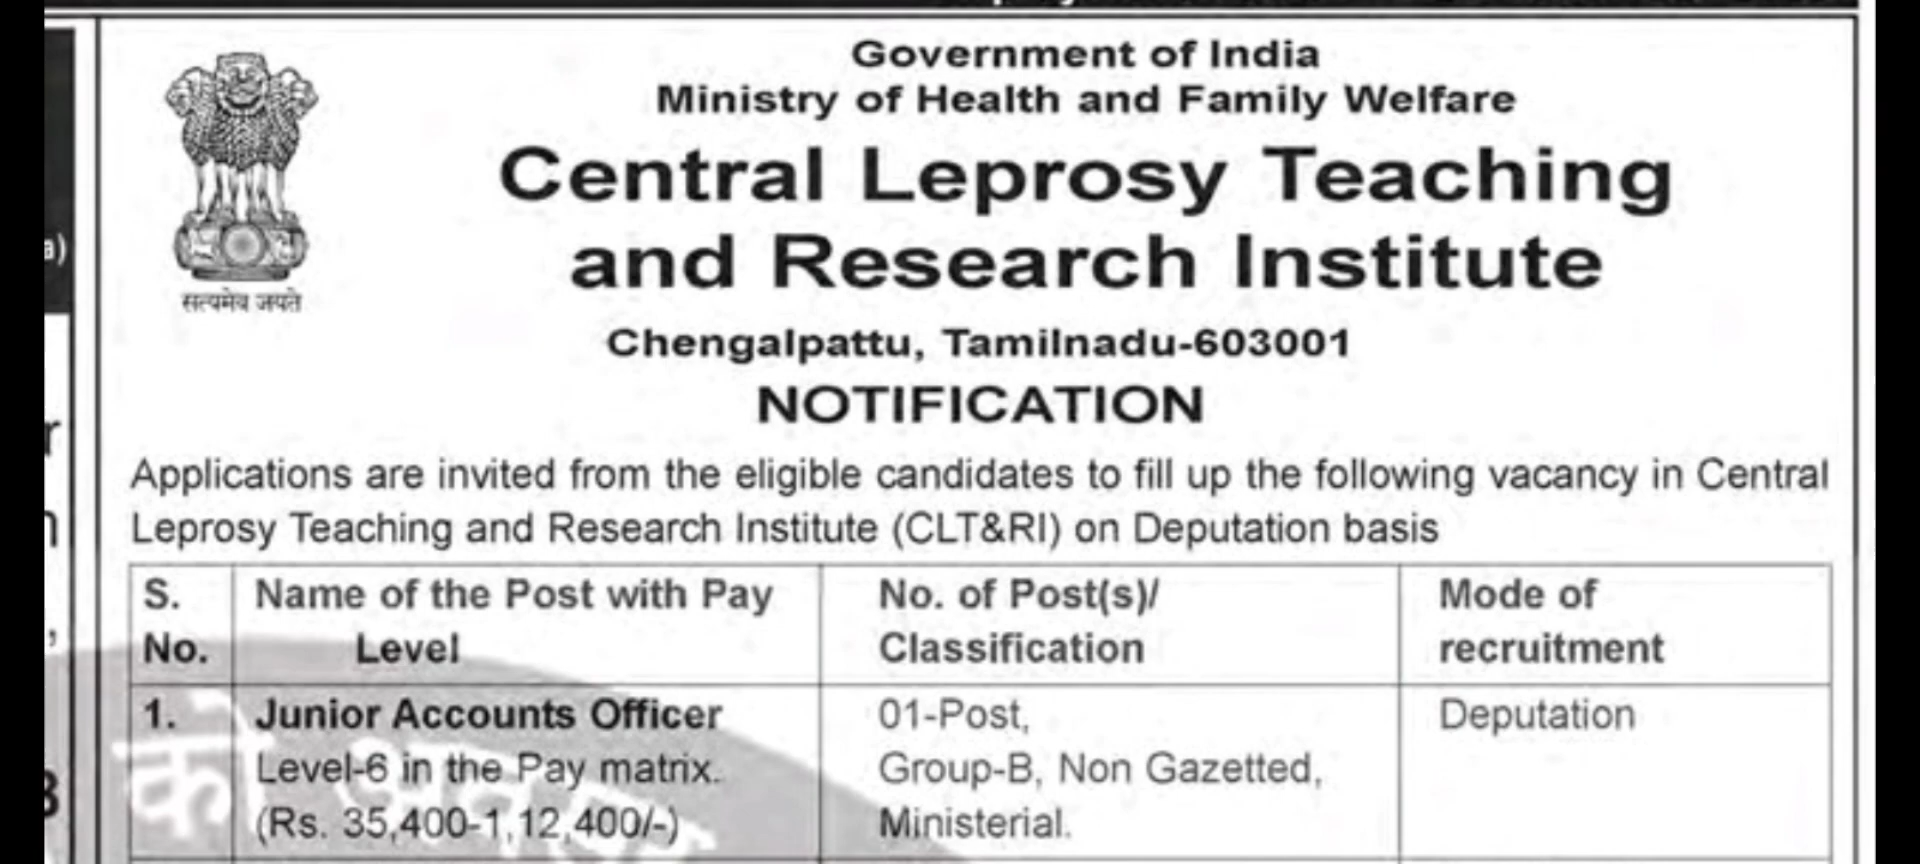 Government of India
Ministry of Health and Family Welfare
Central Leprosy Teaching
and Research Institute
सत्यमेव जयते
Chengalpattu, Tamilnadu-603001
NOTIFICATION
Applications are invited from the eligible candidates to fill up the following vacancy in Central
Leprosy Teaching and Research Institute (CLT&RI) on Deputation basis
S. No.
Name of the Post with Pay Level
No. of Post(s)/ Classification
Mode of recruitment
1.
Junior Accounts Officer
Level-6 in the Pay matrix.
(Rs. 35,400-1,12,400/-)
01-Post,
Group-B, Non Gazetted,
Ministerial.
Deputation